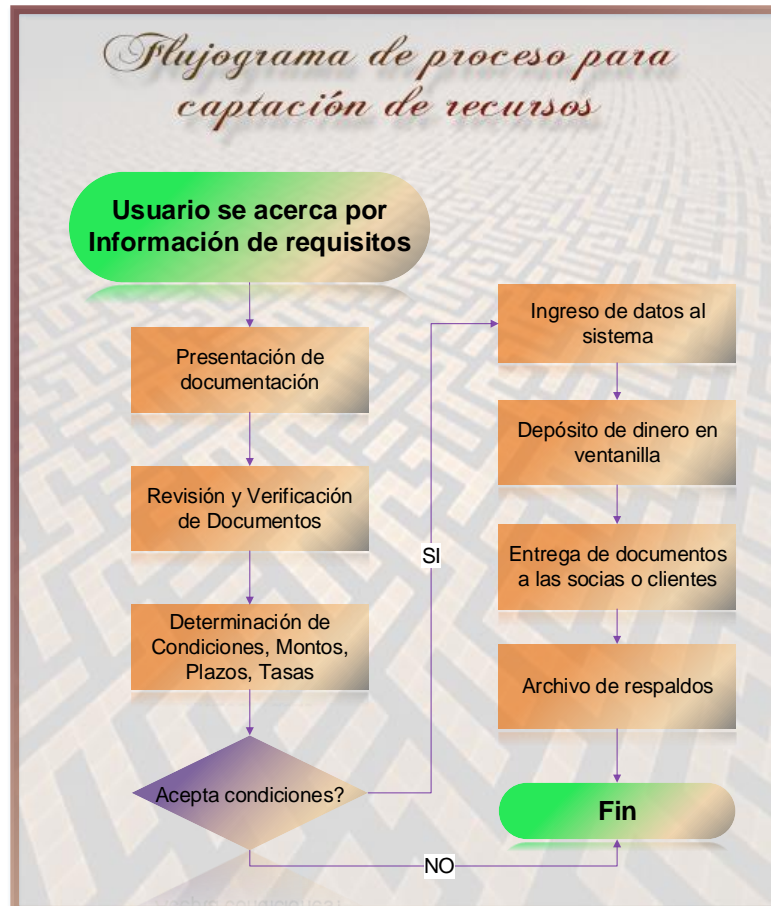 Flujograma de proceso para
captación de recursos
Usuario se acerca por
Información de requisitos
Presentación de
documentación
Revisión y Verificación
de Documentos
Determinación de
Condiciones, Montos,
Plazos, Tasas
Acepta condiciones?
SI
NO
Ingreso de datos al
sistema
Depósito de dinero en
ventanilla
Entrega de documentos
a las socias o clientes
Archivo de respaldos
Fin